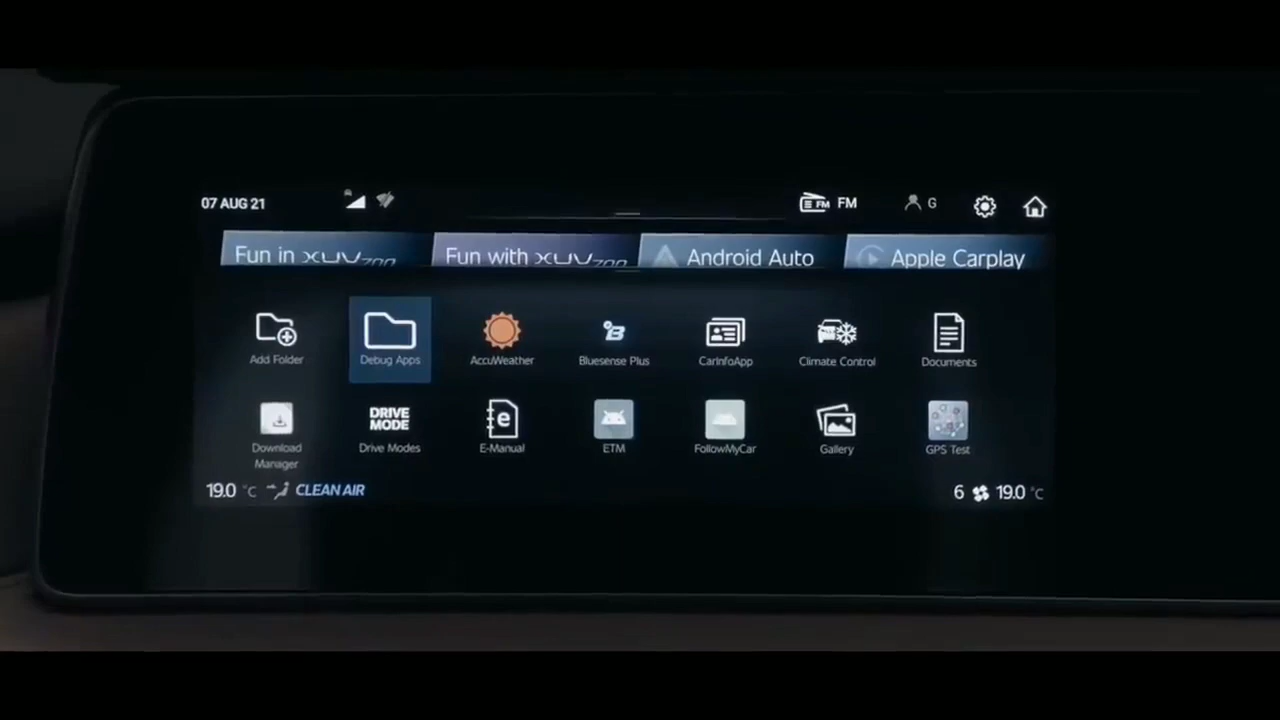 07 AUG 21
FM FM
G
Fun in XUV700
Fun with XUV700
Android Auto
Apple Carplay
Add Folder
Debug Apps
AccuWeather
Bluesense Plus
CarInfoApp
Climate Control
Documents
DRIVE
MODE
e
Download
Manager
Drive Modes
E-Manual
ETM
FollowMyCar
Gallery
GPS Test
19.0 °C
CLEAN AIR
6
19.0 °C